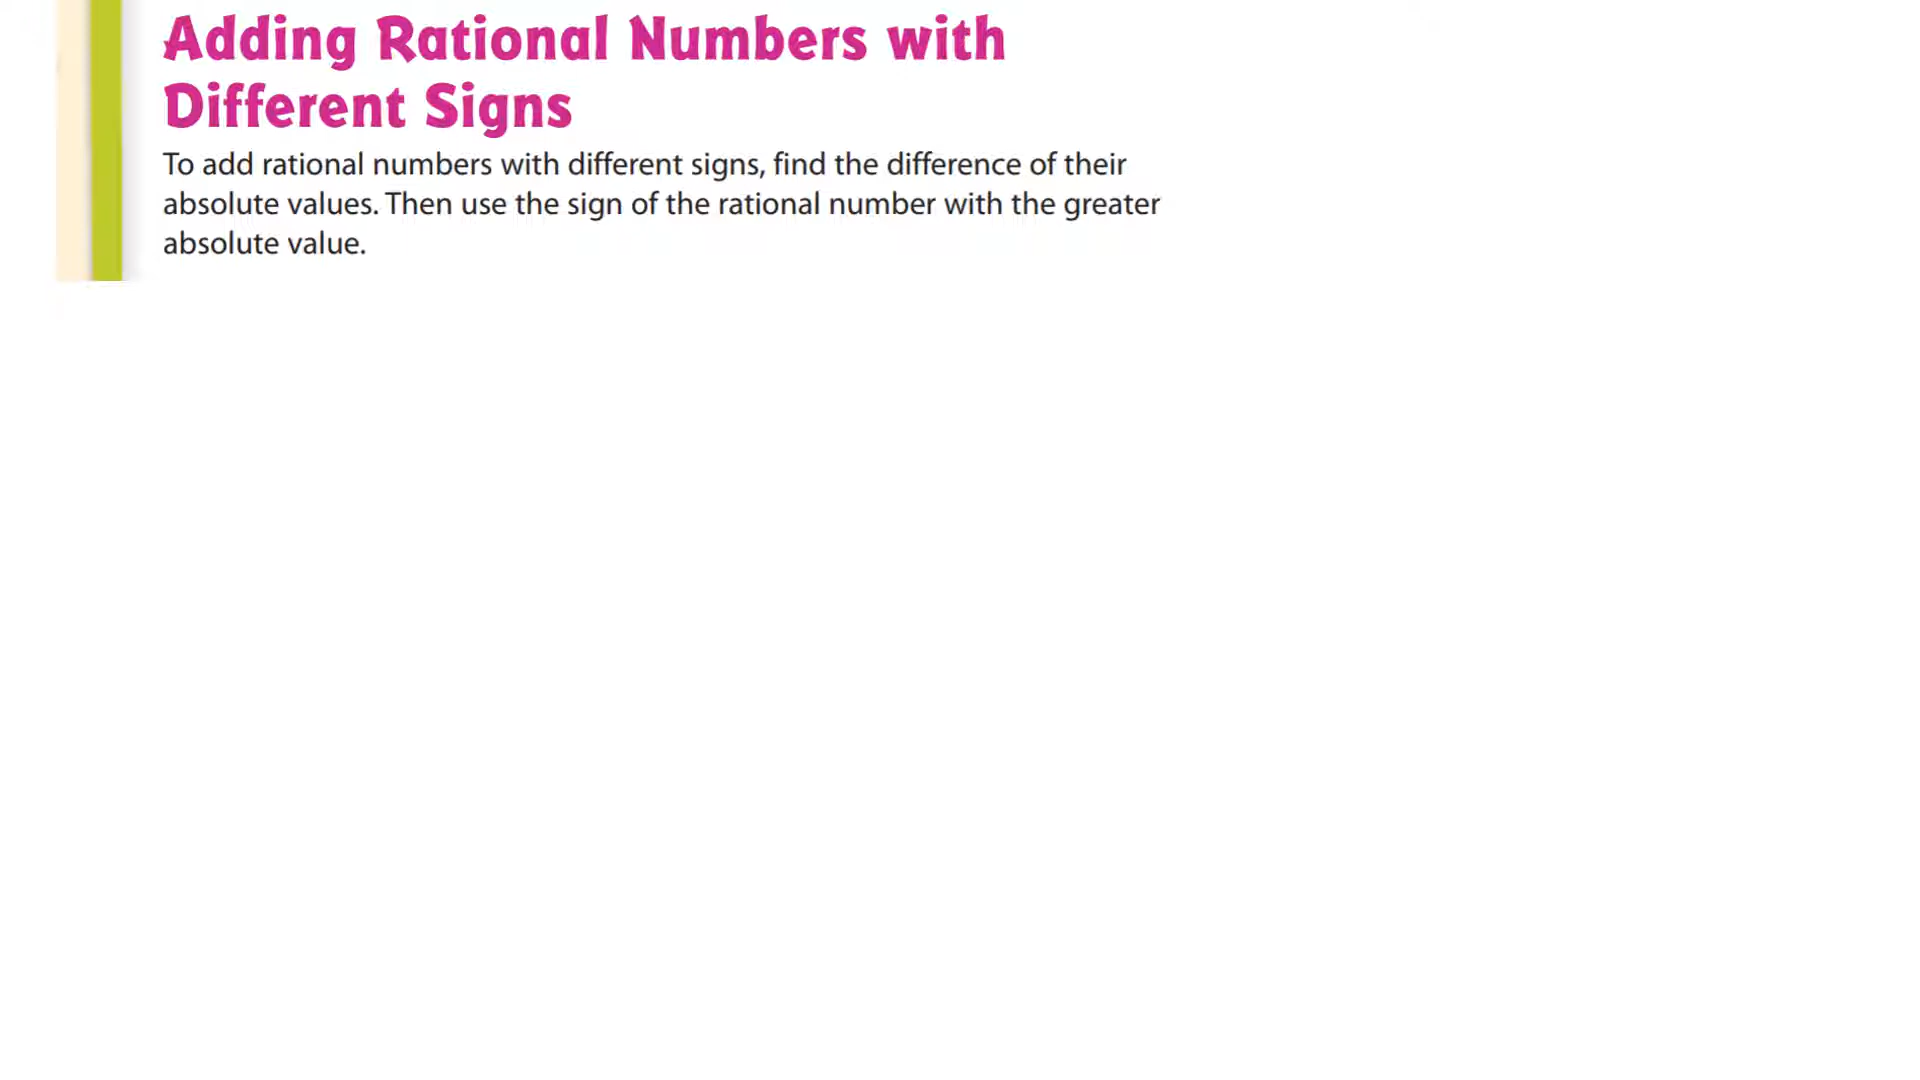 Adding Rational Numbers with
Different Signs
To add rational numbers with different signs, find the difference of their
absolute values. Then use the sign of the rational number with the greater
absolute value.